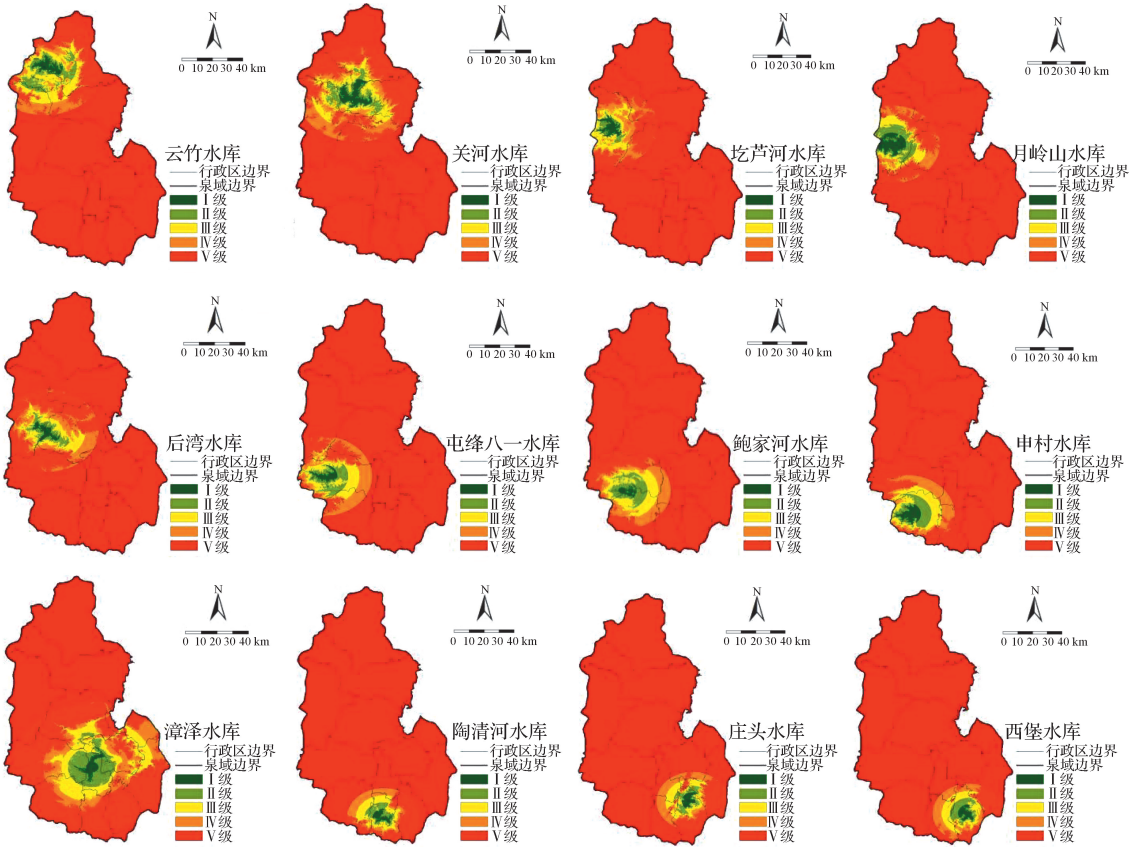 N
0 10 20 30 40 km
云竹水库
行政区边界
泉域边界
Ⅰ级
Ⅱ级
Ⅲ级
Ⅳ级
Ⅴ级
N
0 10 20 30 40 km
关河水库
行政区边界
泉域边界
Ⅰ级
Ⅱ级
Ⅲ级
Ⅳ级
Ⅴ级
N
0 10 20 30 40 km
圪芦河水库
行政区边界
泉域边界
Ⅰ级
Ⅱ级
Ⅲ级
Ⅳ级
Ⅴ级
N
0 10 20 30 40 km
月岭山水库
行政区边界
泉域边界
Ⅰ级
Ⅱ级
Ⅲ级
Ⅳ级
Ⅴ级
N
0 10 20 30 40 km
后湾水库
行政区边界
泉域边界
Ⅰ级
Ⅱ级
Ⅲ级
Ⅳ级
Ⅴ级
N
0 10 20 30 40 km
屯绛八一水库
行政区边界
泉域边界
Ⅰ级
Ⅱ级
Ⅲ级
Ⅳ级
Ⅴ级
N
0 10 20 30 40 km
鲍家河水库
行政区边界
泉域边界
Ⅰ级
Ⅱ级
Ⅲ级
Ⅳ级
Ⅴ级
N
0 10 20 30 40 km
申村水库
行政区边界
泉域边界
Ⅰ级
Ⅱ级
Ⅲ级
Ⅳ级
Ⅴ级
N
0 10 20 30 40 km
漳泽水库
行政区边界
泉域边界
Ⅰ级
Ⅱ级
Ⅲ级
Ⅳ级
Ⅴ级
N
0 10 20 30 40 km
陶清河水库
行政区边界
泉域边界
Ⅰ级
Ⅱ级
Ⅲ级
Ⅳ级
Ⅴ级
N
0 10 20 30 40 km
庄头水库
行政区边界
泉域边界
Ⅰ级
Ⅱ级
Ⅲ级
Ⅳ级
Ⅴ级
N
0 10 20 30 40 km
西堡水库
行政区边界
泉域边界
Ⅰ级
Ⅱ级
Ⅲ级
Ⅳ级
Ⅴ级